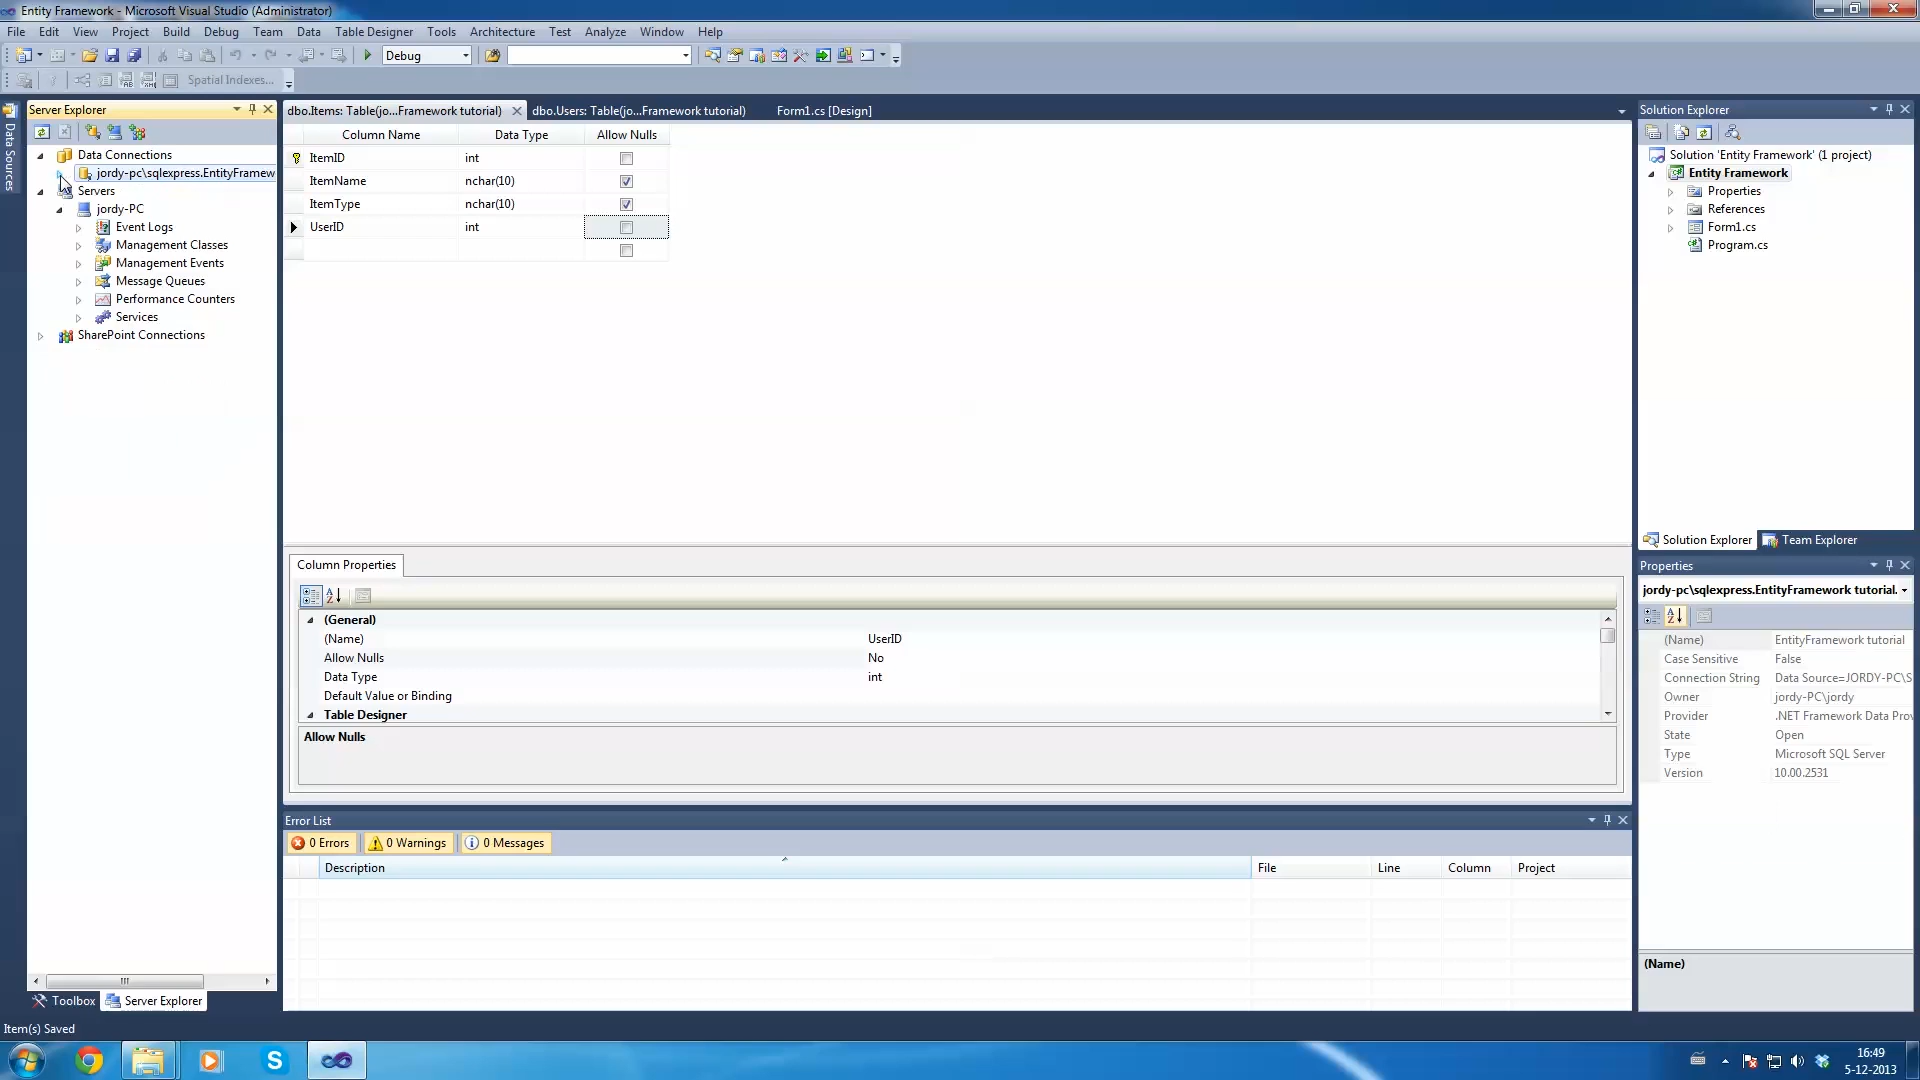 Entity Framework - Microsoft Visual Studio (Administrator)
File Edit View Project Build Debug Team Data Table Designer Tools Architecture Test Analyze Window Help
Debug
Spatial Indexes...
Data Sources
Server Explorer
Data Connections
jordy-pc\sqlexpress.EntityFramew
Servers
jordy-PC
Event Logs
Management Classes
Management Events
Message Queues
Performance Counters
Services
SharePoint Connections
Toolbox
Server Explorer
dbo.Items: Table(jo...Framework tutorial)
dbo.Users: Table(jo...Framework tutorial)
Form1.cs [Design]
Column Name Data Type Allow Nulls
ItemID int
ItemName nchar(10)
ItemType nchar(10)
UserID int
Column Properties
(General)
(Name) UserID
Allow Nulls No
Data Type int
Default Value or Binding
Table Designer
Allow Nulls
Error List
0 Errors 0 Warnings 0 Messages
Description File Line Column Project
Solution Explorer
Solution 'Entity Framework' (1 project)
Entity Framework
Properties
References
Form1.cs
Program.cs
Solution Explorer Team Explorer
Properties
jordy-pc\sqlexpress.EntityFramework tutorial.
(Name) EntityFramework tutorial
Case Sensitive False
Connection String Data Source=JORDY-PC\S
Owner jordy-PC\jordy
Provider .NET Framework Data Prov
State Open
Type Microsoft SQL Server
Version 10.00.2531
(Name)
Item(s) Saved
16:49
5-12-2013